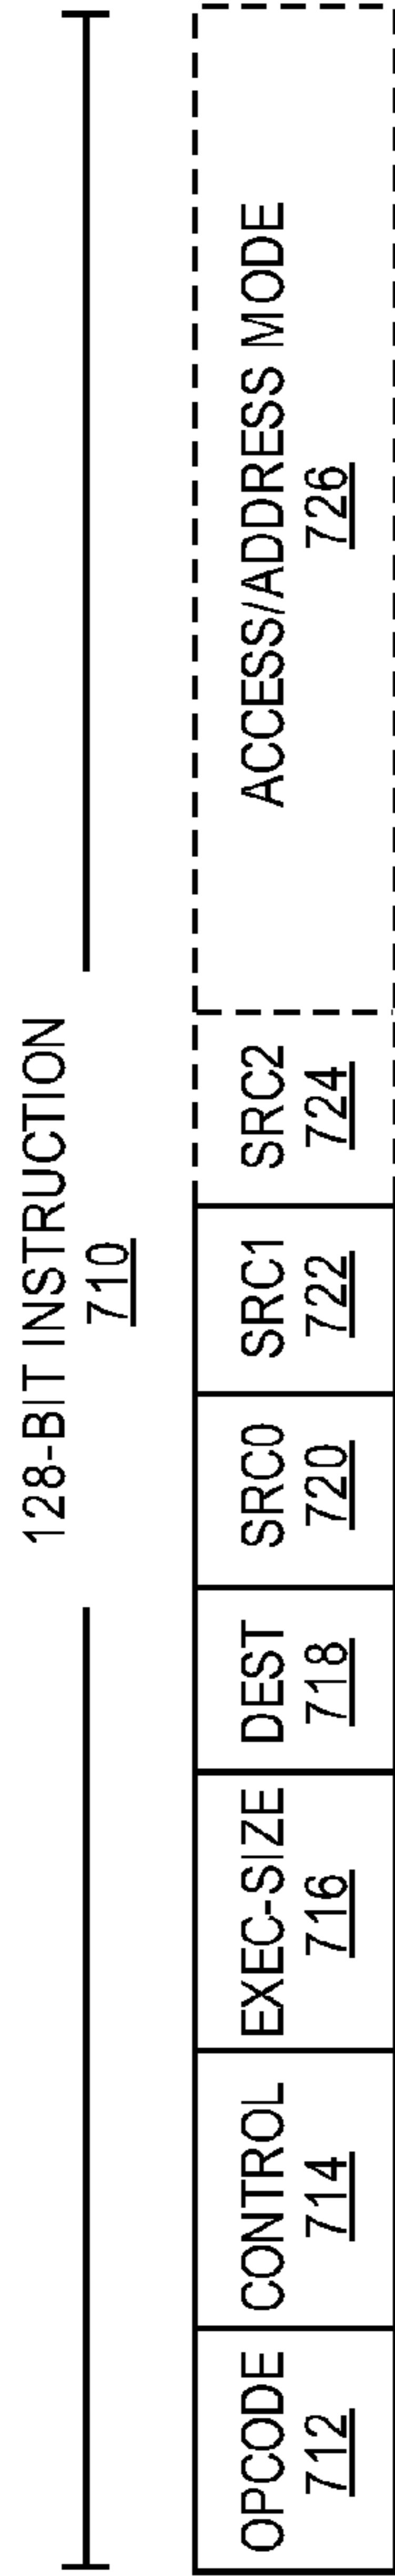 128-BIT INSTRUCTION
710
OPCODE
712
CONTROL
714
EXEC-SIZE
716
DEST
718
SRC0
720
SRC1
722
SRC2
724
ACCESS/ADDRESS MODE
726